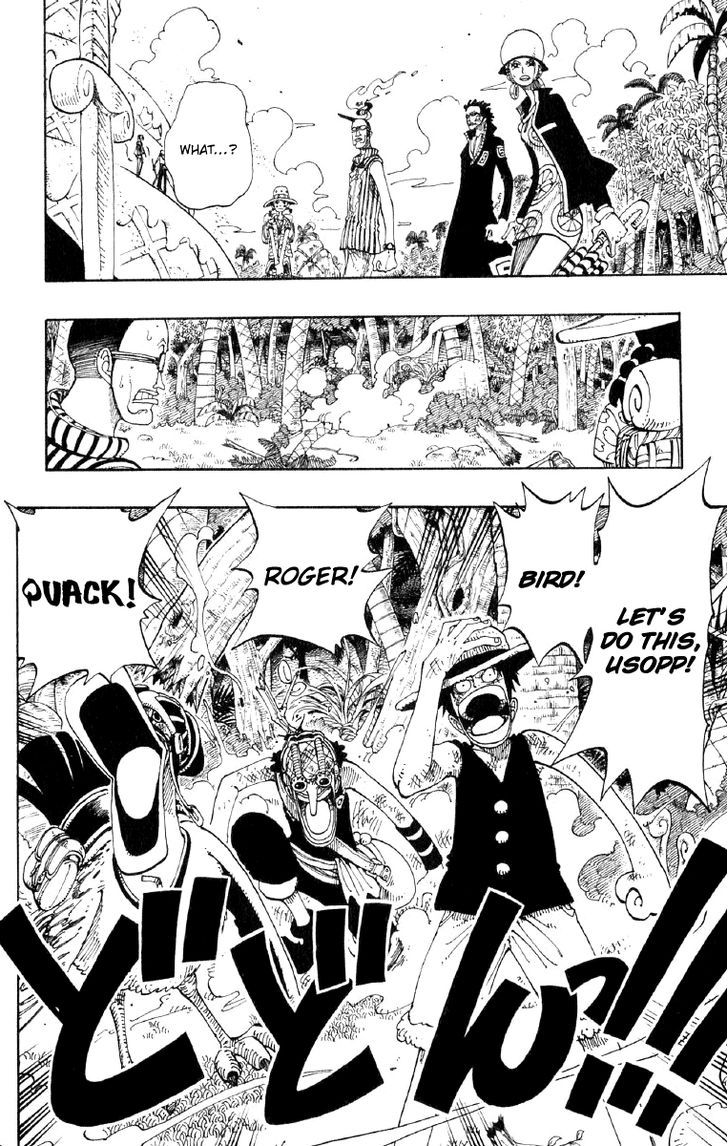 WHAT...?
LET'S
DO THIS,
USOPP!
BIRD!
ROGER!
QUACK!
どどん!!!